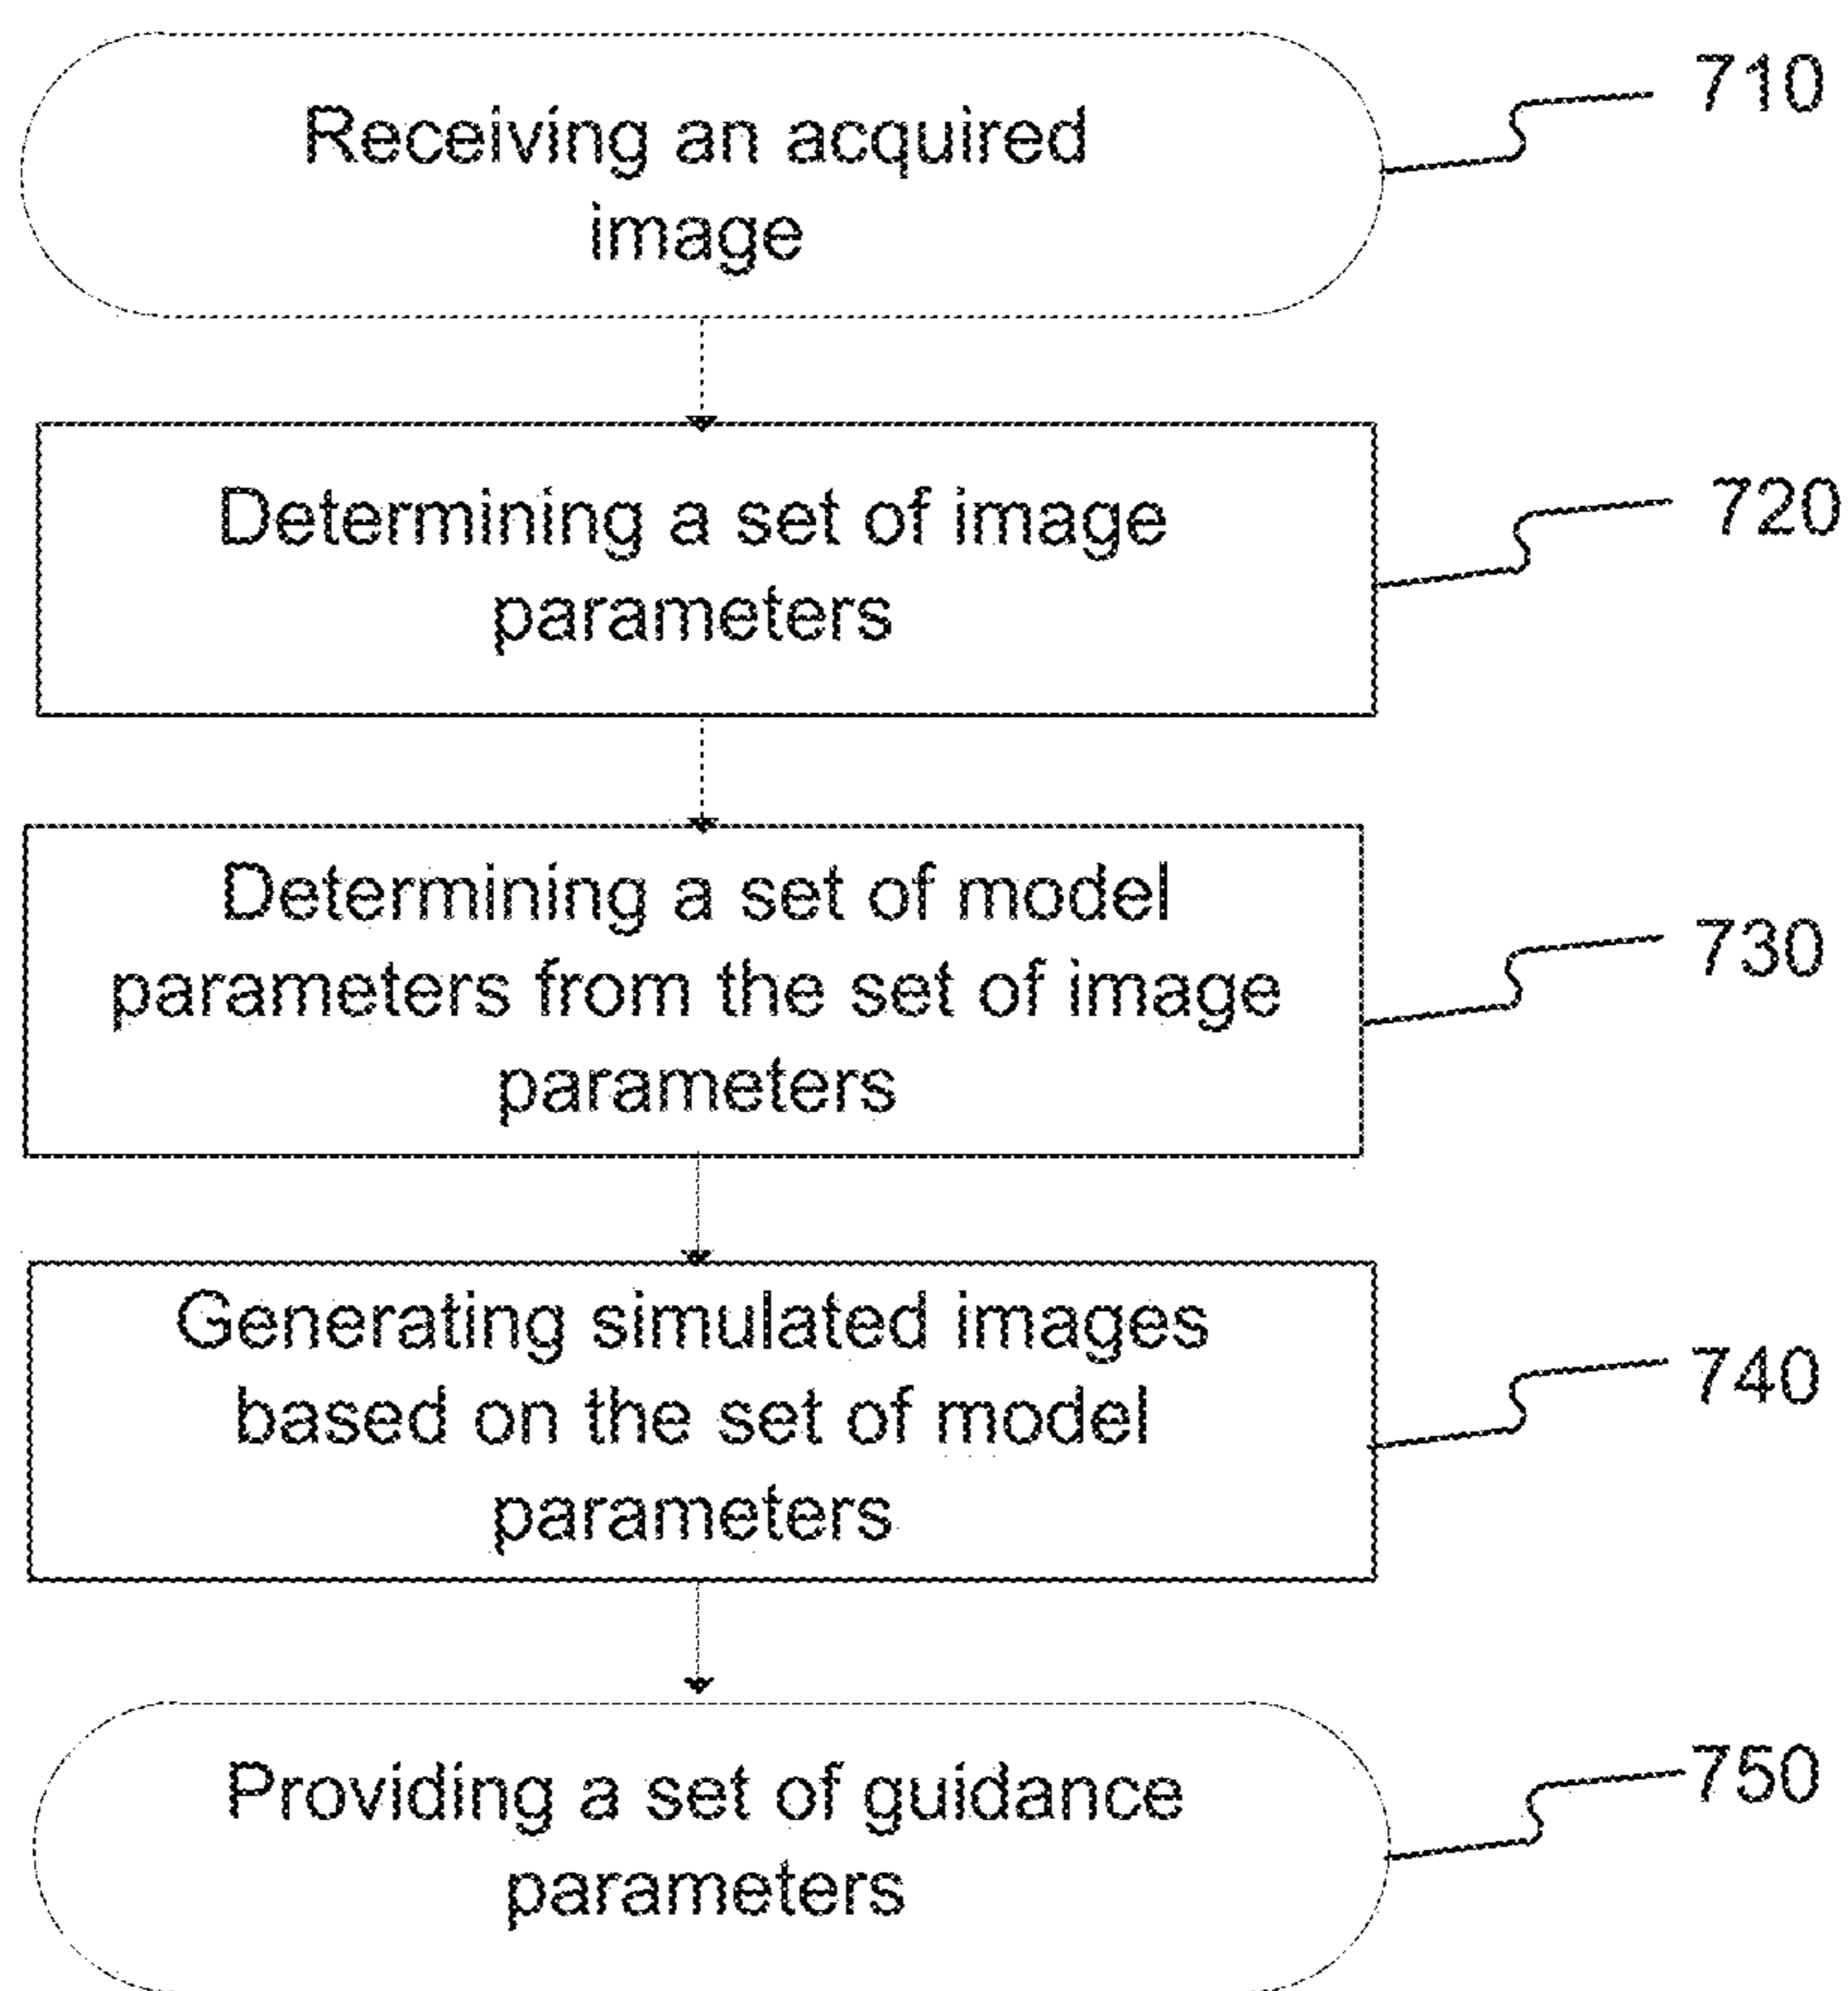 Receiving an acquired
image
710
Determining a set of image
parameters
720
Determining a set of model
parameters from the set of image
parameters
730
Generating simulated images
based on the set of model
parameters
740
Providing a set of guidance
parameters
750